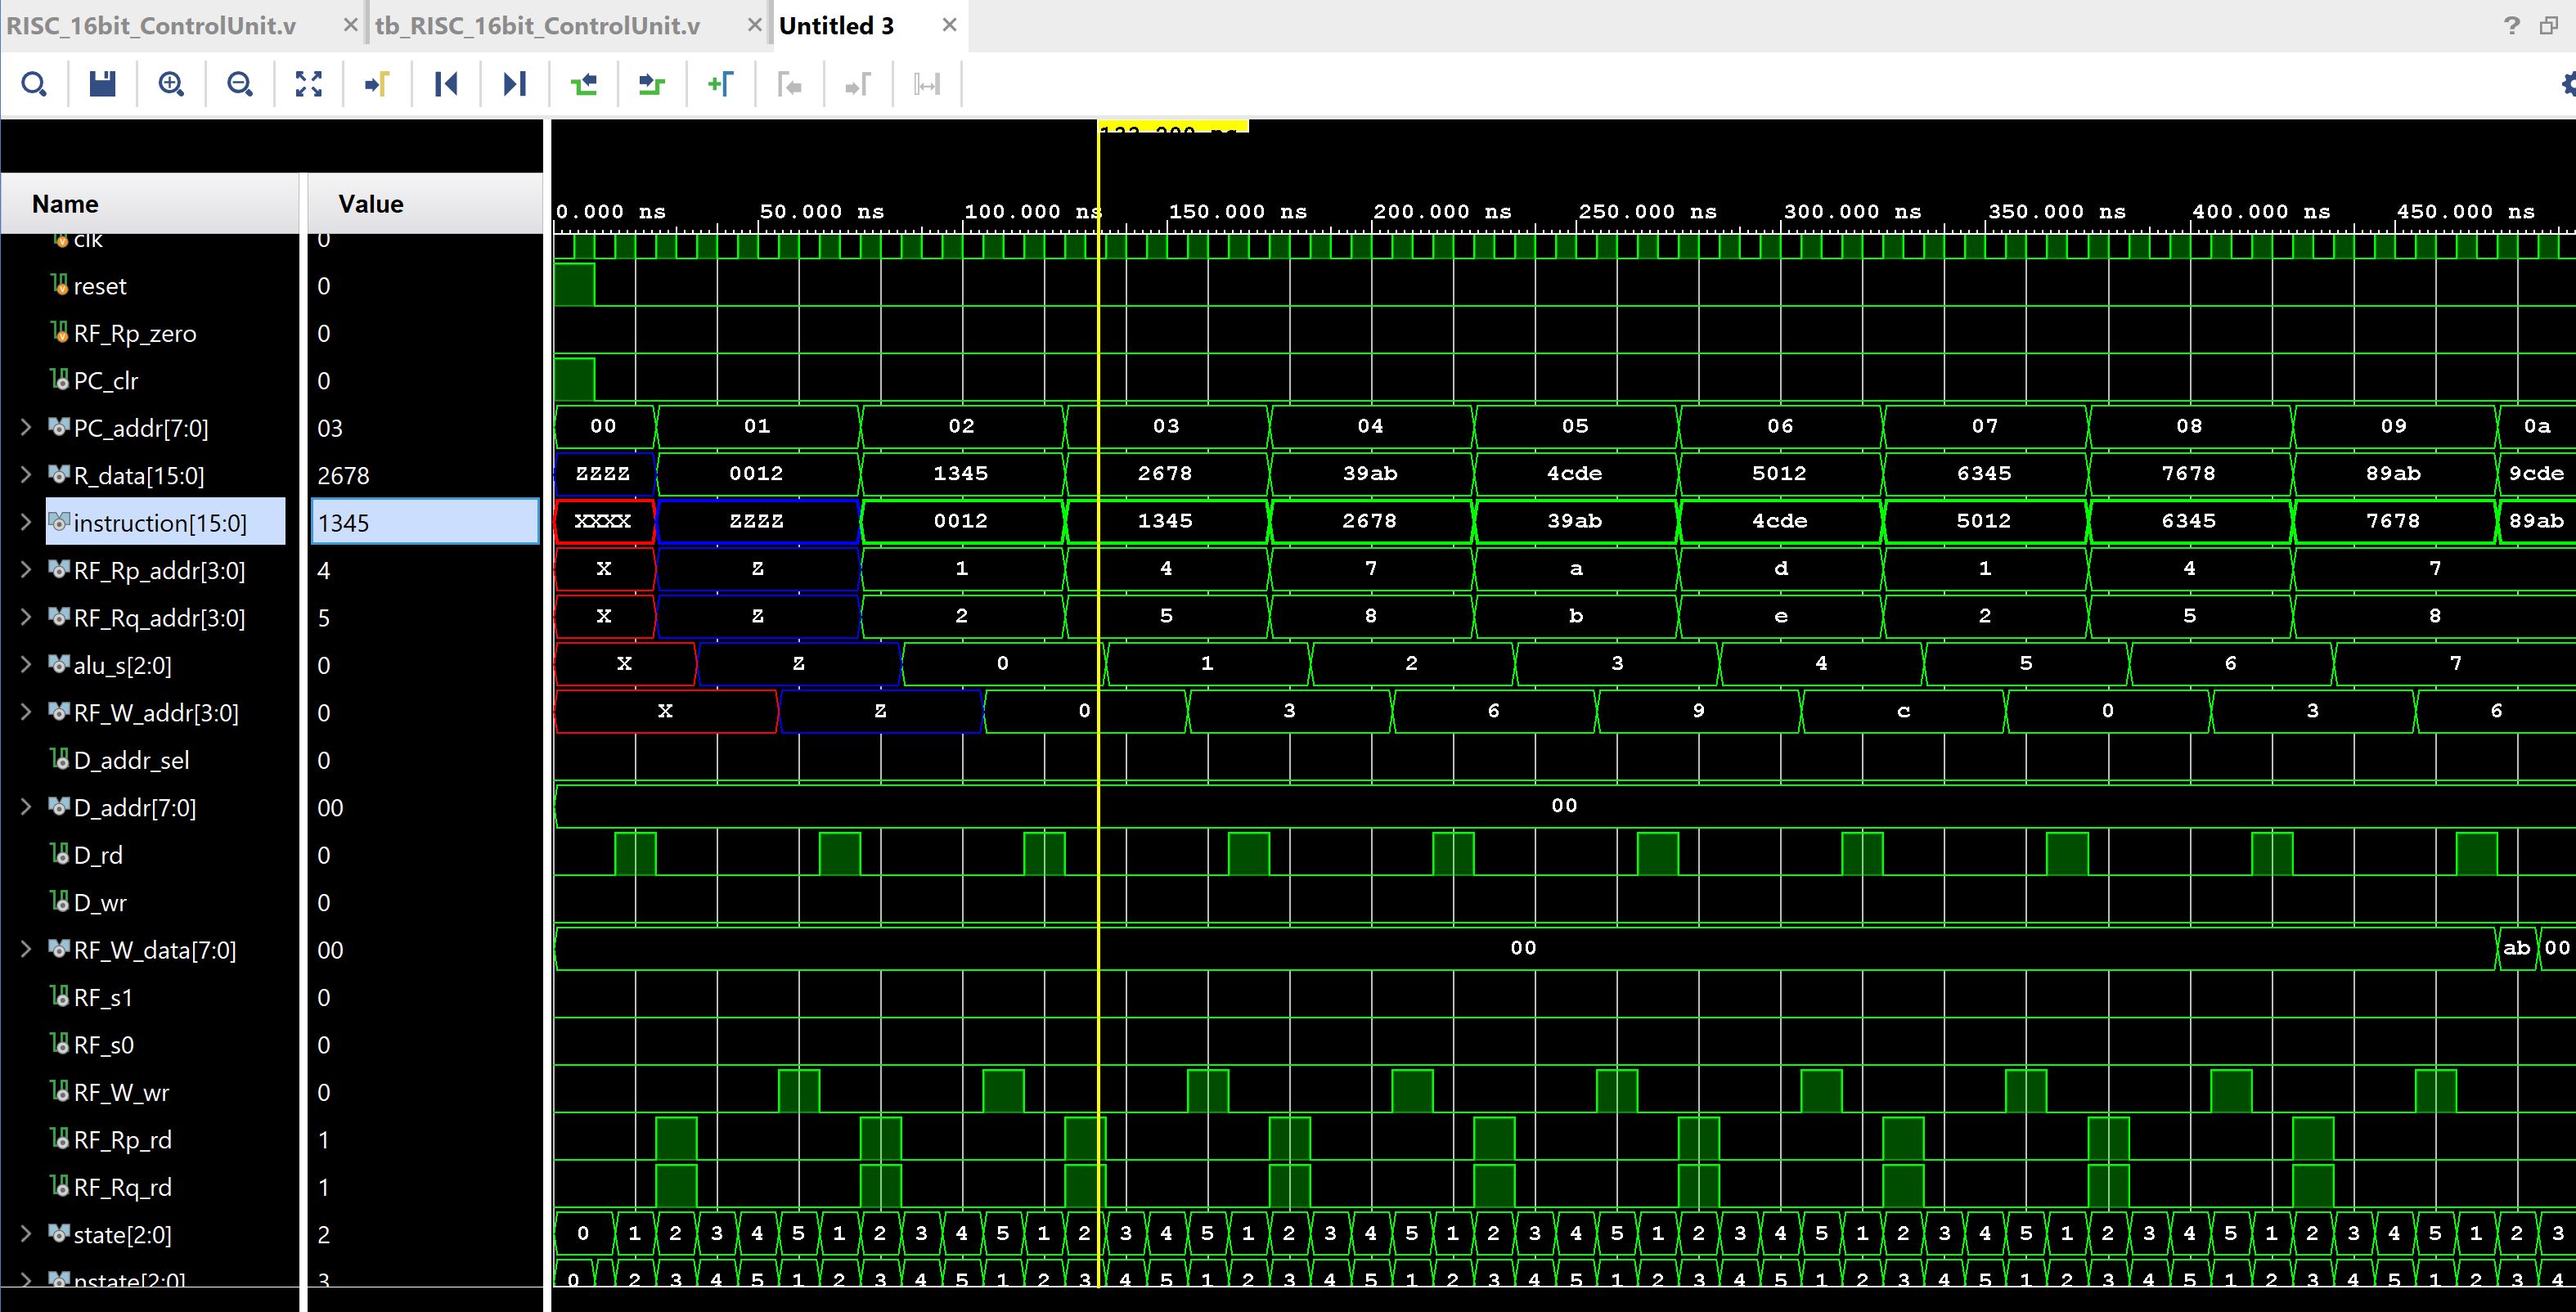 RISC_16bit_ControlUnit.v tb_RISC_16bit_ControlUnit.v Untitled 3
Name Value 0.000 ns 50.000 ns 100.000 ns 150.000 ns 200.000 ns 250.000 ns 300.000 ns 350.000 ns 400.000 ns 450.000 ns
clk 0
reset 0
RF_Rp_zero 0
PC_clr 0
PC_addr[7:0] 03 00 01 02 03 04 05 06 07 08 09 0a
R_data[15:0] 2678 ZZZZ 0012 1345 2678 39ab 4cde 5012 6345 7678 89ab 9cde
instruction[15:0] 1345 XXXX ZZZZ 0012 1345 2678 39ab 4cde 5012 6345 7678 89ab
RF_Rp_addr[3:0] 4 X Z 1 4 7 a d 1 4 7
RF_Rq_addr[3:0] 5 X Z 2 5 8 b e 2 5 8
alu_s[2:0] 0 X Z 0 1 2 3 4 5 6 7
RF_W_addr[3:0] 0 X Z 0 3 6 9 c 0 3 6
D_addr_sel 0
D_addr[7:0] 00 00
D_rd 0
D_wr 0
RF_W_data[7:0] 00 00 ab 00
RF_s1 0
RF_s0 0
RF_W_wr 0
RF_Rp_rd 1
RF_Rq_rd 1
state[2:0] 2 0 1 2 3 4 5 1 2 3 4 5 1 2 3 4 5 1 2 3 4 5 1 2 3 4 5 1 2 3 4 5 1 2 3 4 5 1 2 3 4 5 1 2 3 4 5 1 2 3
nstate[2:0] 3 0 2 3 4 5 1 2 3 4 5 1 2 3 4 5 1 2 3 4 5 1 2 3 4 5 1 2 3 4 5 1 2 3 4 5 1 2 3 4 5 1 2 3 4 5 1 2 3 4